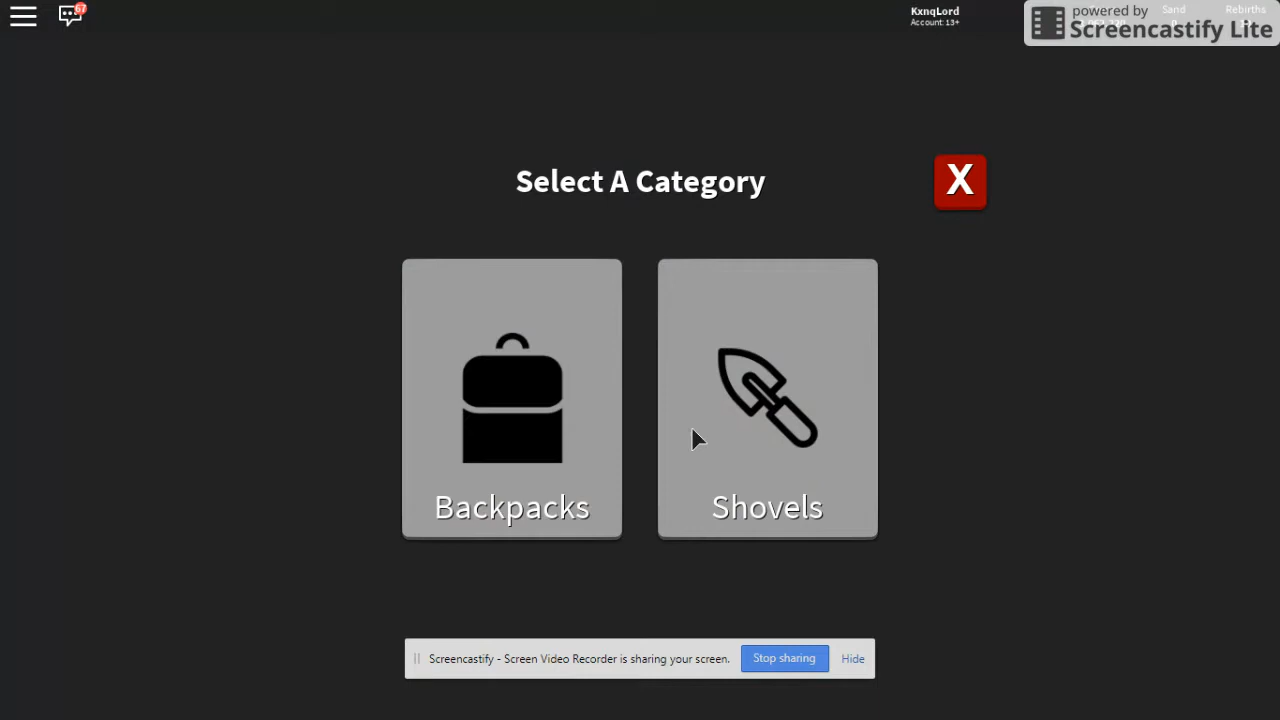 67
KxnqLord
Account: 13+
Sand
Rebirths
powered by
Screencastify Lite
Select A Category
X
Backpacks
Shovels
Screencastify - Screen Video Recorder is sharing your screen.
Stop sharing
Hide